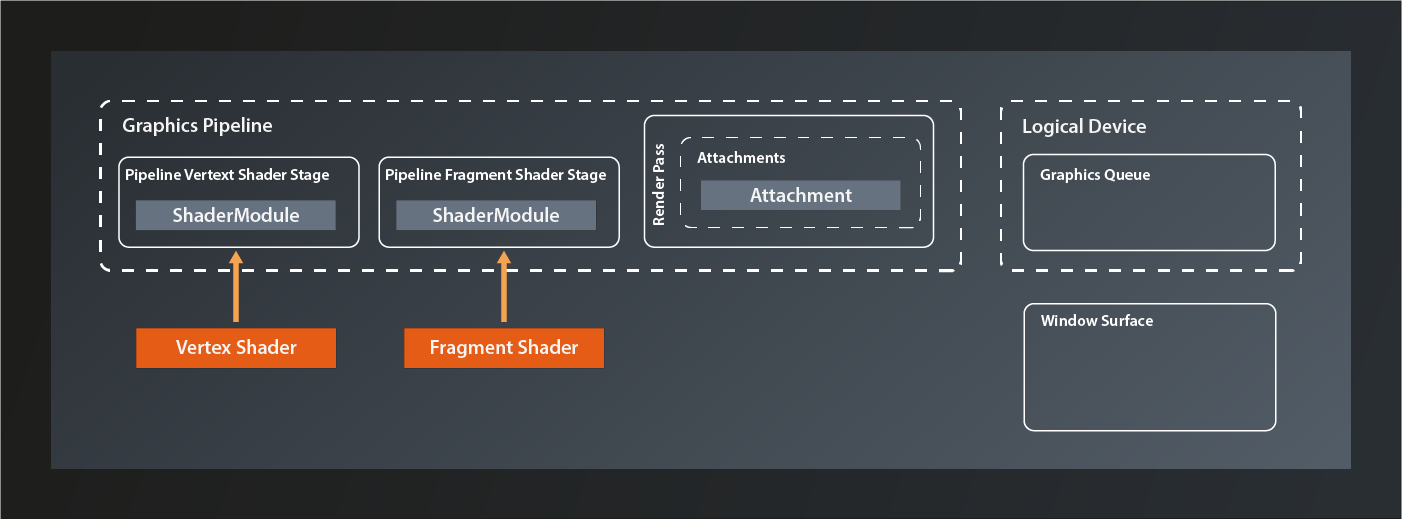 Graphics Pipeline
Pipeline Vertext Shader Stage
ShaderModule
Pipeline Fragment Shader Stage
ShaderModule
Render Pass
Attachments
Attachment
Logical Device
Graphics Queue
Vertex Shader
Fragment Shader
Window Surface